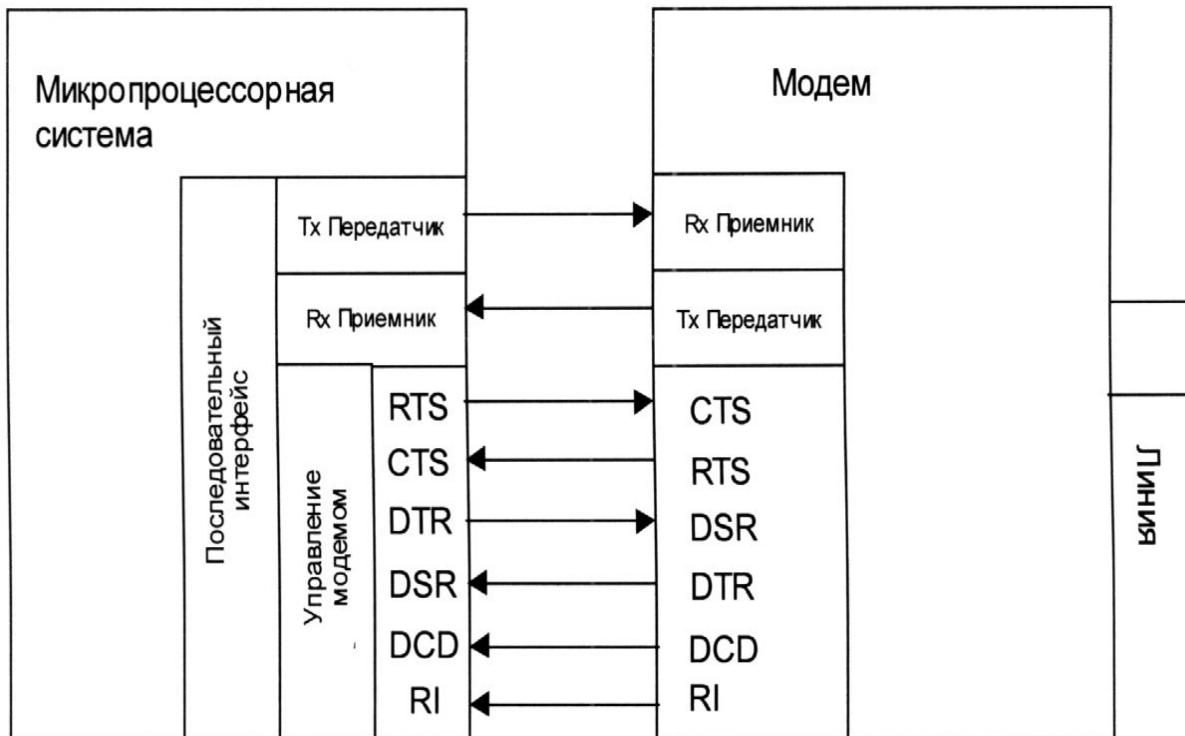 Микропроцессорная
система
Модем
Tx Передатчик
Rx Приемник
Rx Приемник
Tx Передатчик
Последовательный
интерфейс
Управление
модемом
RTS
CTS
CTS
RTS
DTR
DSR
DSR
DTR
DCD
DCD
RI
RI
Линия